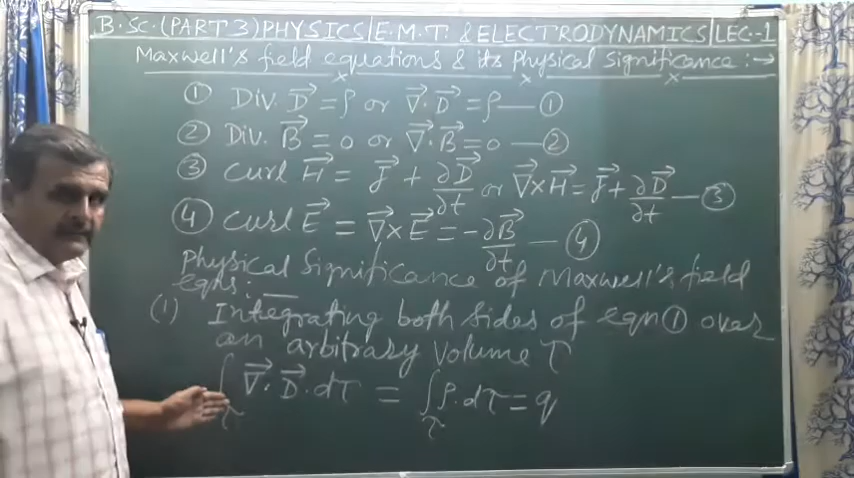 B.SC.(PART 3)PHYSICS|E.M.T. & ELECTRODYNAMICS|LEC-1
Maxwell's field equations & its Physical Significance :→
① Div. D⃗ = ρ or ∇⃗·D⃗ = ρ — ①
② Div. B⃗ = 0 or ∇⃗·B⃗ = 0 — ②
③ curl H⃗ = J⃗ + ∂D⃗/∂t or ∇⃗×H⃗ = J⃗ + ∂D⃗/∂t — ③
④ curl E⃗ = ∇⃗×E⃗ = -∂B⃗/∂t — ④
Physical Significance of Maxwell's field
eqns:—
(1) Integrating both sides of eqn ① over
an arbitrary volume τ
∫τ ∇⃗·D⃗·dτ = ∫τ ρ·dτ = q